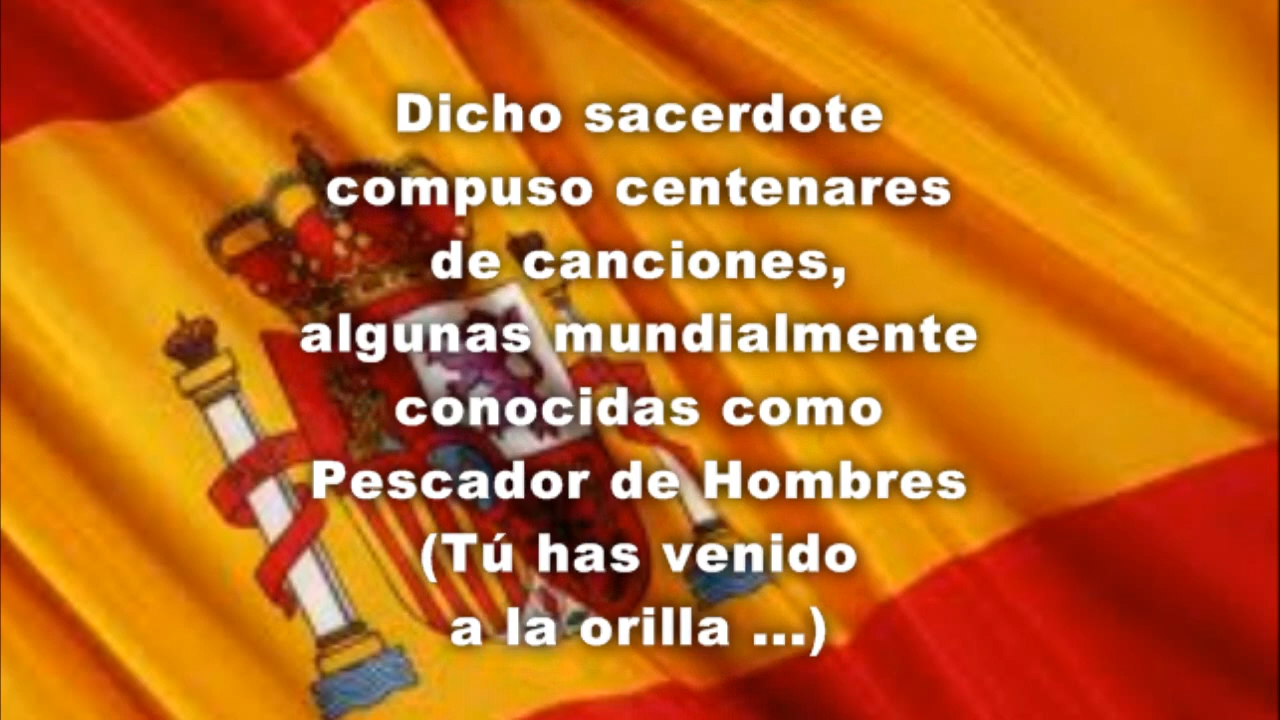 Dicho sacerdote
compuso centenares
de canciones,
algunas mundialmente
conocidas como
Pescador de Hombres
(Tú has venido
a la orilla ...)